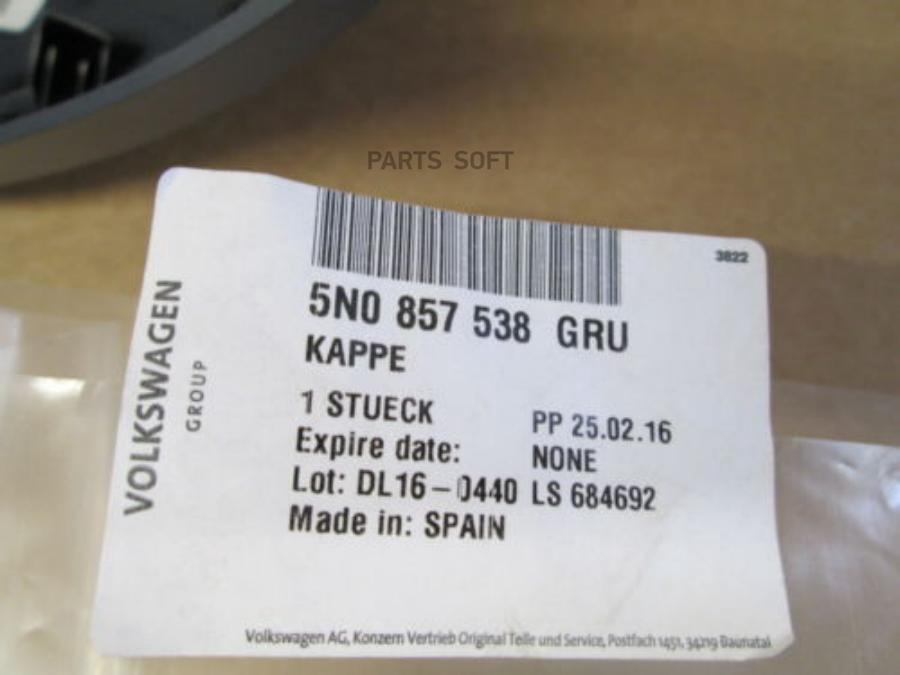 PARTS SOFT
3822
VOLKSWAGEN
GROUP
5N0 857 538 GRU
KAPPE
1 STUECK PP 25.02.16
Expire date: NONE
Lot: DL16-0440 LS 684692
Made in: SPAIN
Volkswagen AG, Konzern Vertrieb Original Teile und Service, Postfach 1451, 34219 Baunatal